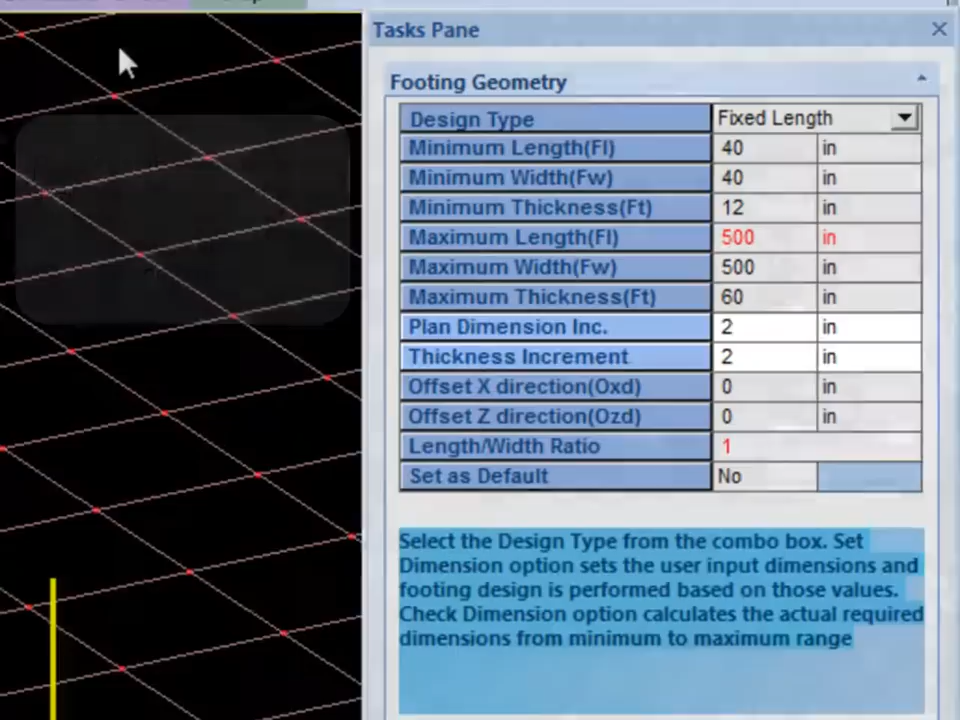 Tasks Pane
Footing Geometry
Design Type Fixed Length
Minimum Length(Fl) 40 in
Minimum Width(Fw) 40 in
Minimum Thickness(Ft) 12 in
Maximum Length(Fl) 500 in
Maximum Width(Fw) 500 in
Maximum Thickness(Ft) 60 in
Plan Dimension Inc. 2 in
Thickness Increment 2 in
Offset X direction(Oxd) 0 in
Offset Z direction(Ozd) 0 in
Length/Width Ratio 1
Set as Default No
Select the Design Type from the combo box. Set
Dimension option sets the user input dimensions and
footing design is performed based on those values.
Check Dimension option calculates the actual required
dimensions from minimum to maximum range